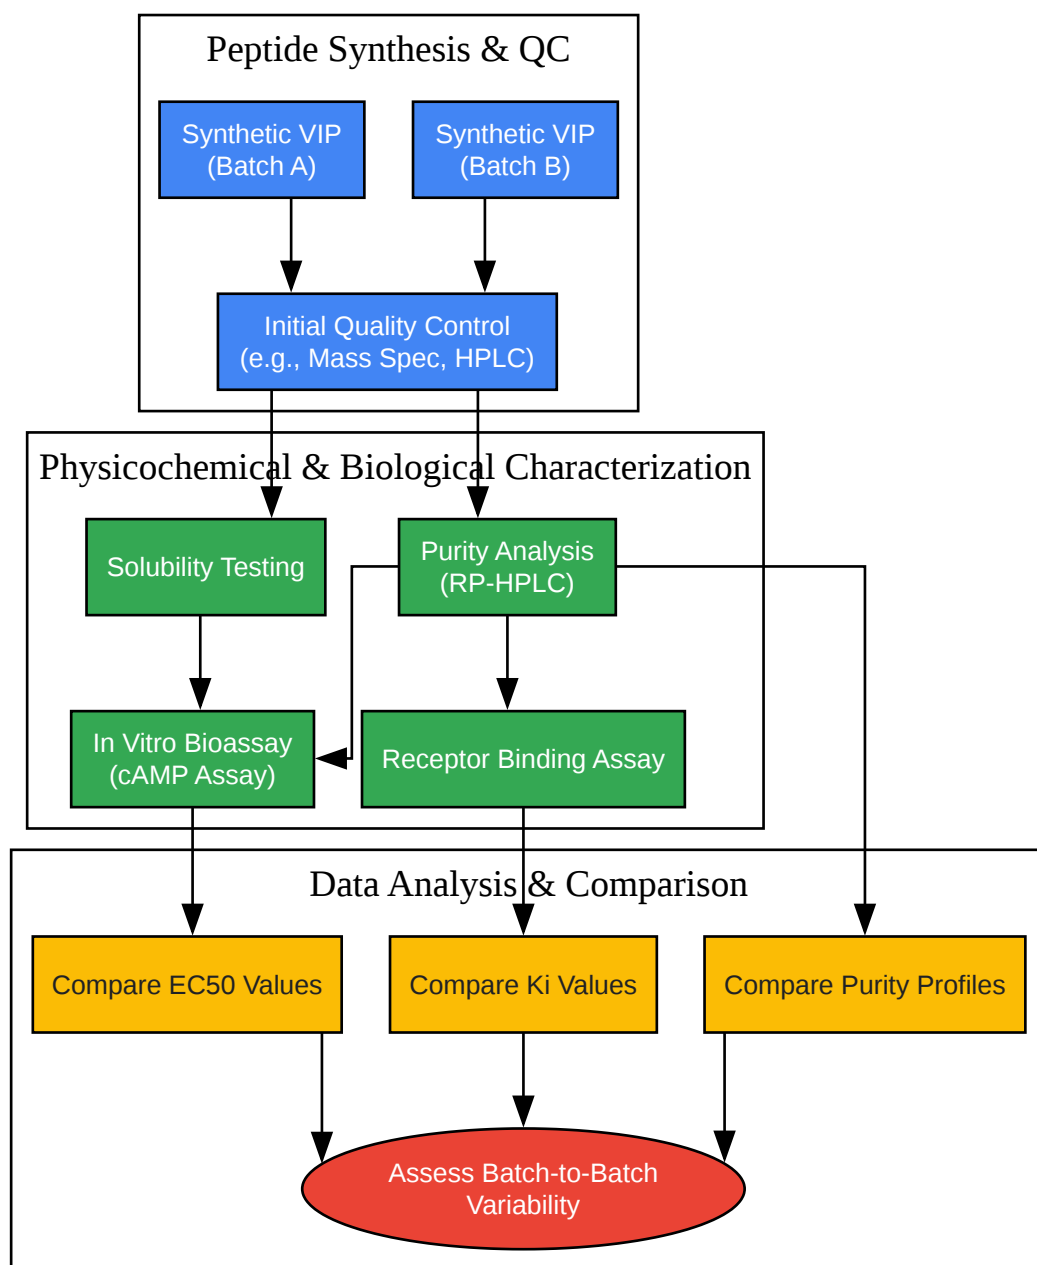 Peptide Synthesis & QC
Synthetic VIP
(Batch A)
Synthetic VIP
(Batch B)
Initial Quality Control
(e.g., Mass Spec, HPLC)
Physicochemical & Biological Characterization
Solubility Testing
Purity Analysis
(RP-HPLC)
In Vitro Bioassay
(cAMP Assay)
Receptor Binding Assay
Data Analysis & Comparison
Compare EC50 Values
Compare Ki Values
Compare Purity Profiles
Assess Batch-to-Batch
Variability